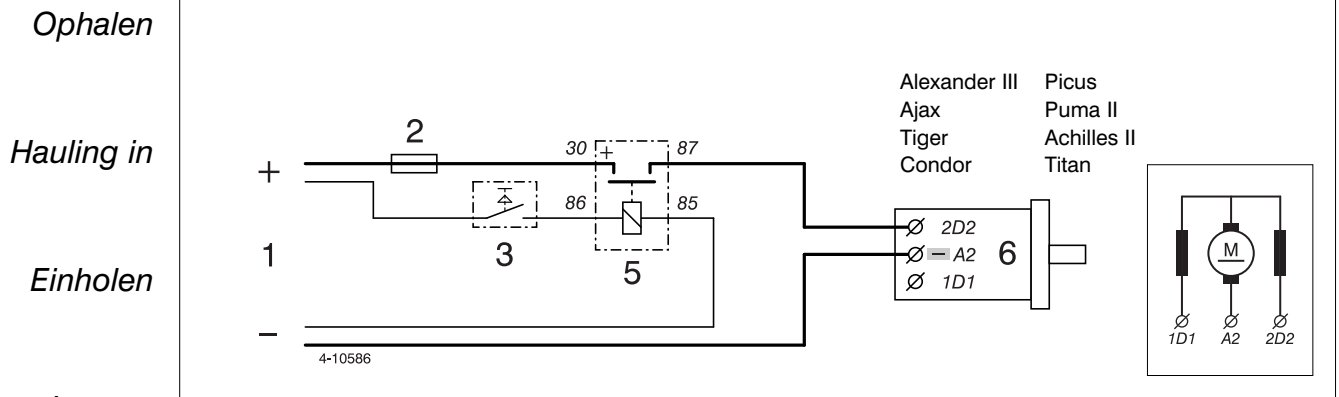 Ophalen
Hauling in
Einholen
Alexander III Picus
Ajax Puma II
Tiger Achilles II
Condor Titan
2
30 + 87
+
86 85
3
5
1
−
4-10586
2D2
− A2
6
1D1
M
1D1 A2 2D2